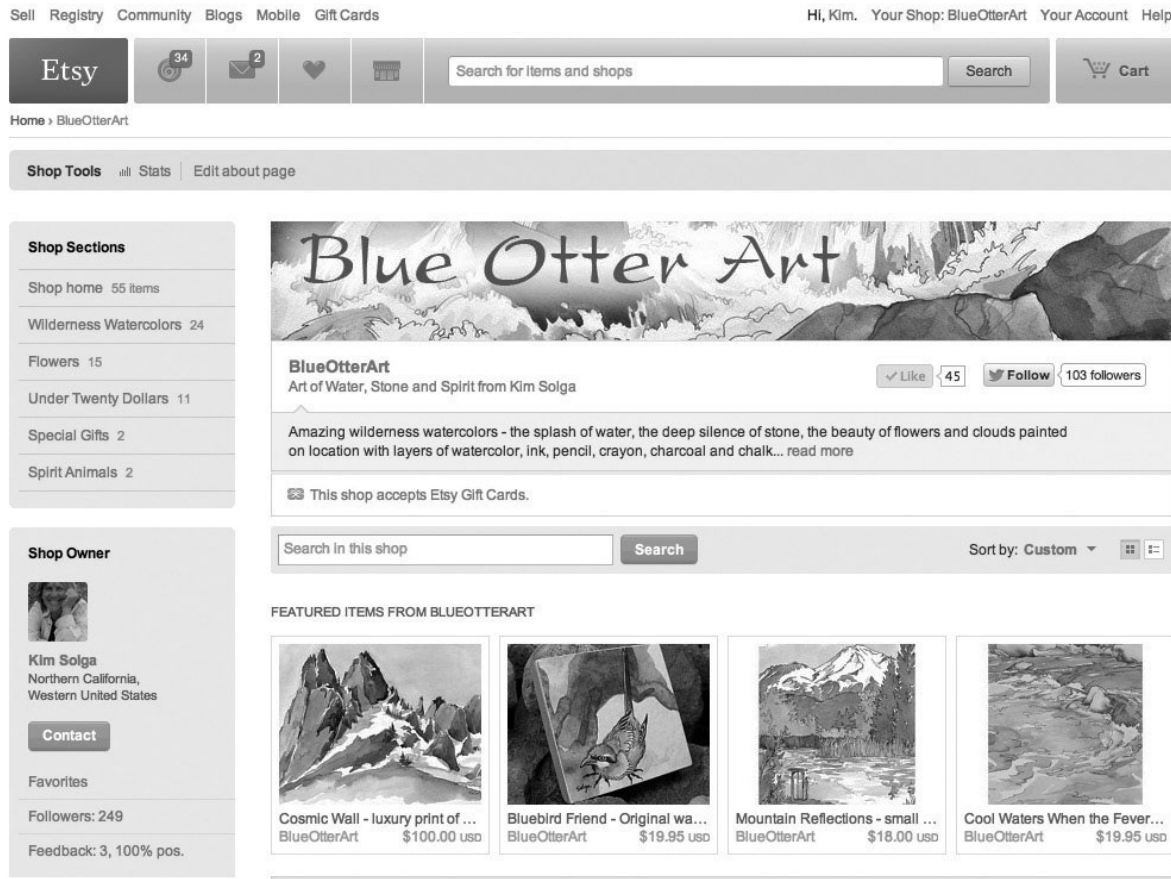 Sell Registry Community Blogs Mobile Gift Cards
Hi, Kim. Your Shop: BlueOtterArt Your Account Help
Etsy
34
2
Search for items and shops
Search
Cart
Home › BlueOtterArt
Shop Tools Stats Edit about page
Shop Sections
Shop home 55 items
Wilderness Watercolors 24
Flowers 15
Under Twenty Dollars 11
Special Gifts 2
Spirit Animals 2
Shop Owner
Kim Solga
Northern California,
Western United States
Contact
Favorites
Followers: 249
Feedback: 3, 100% pos.
Blue Otter Art
BlueOtterArt
Art of Water, Stone and Spirit from Kim Solga
Like 45 Follow 103 followers
Amazing wilderness watercolors - the splash of water, the deep silence of stone, the beauty of flowers and clouds painted
on location with layers of watercolor, ink, pencil, crayon, charcoal and chalk... read more
This shop accepts Etsy Gift Cards.
Search in this shop
Search
Sort by: Custom
FEATURED ITEMS FROM BLUEOTTERART
Cosmic Wall - luxury print of ...
BlueOtterArt $100.00 USD
Bluebird Friend - Original wa...
BlueOtterArt $19.95 USD
Mountain Reflections - small ...
BlueOtterArt $18.00 USD
Cool Waters When the Fever...
BlueOtterArt $19.95 USD